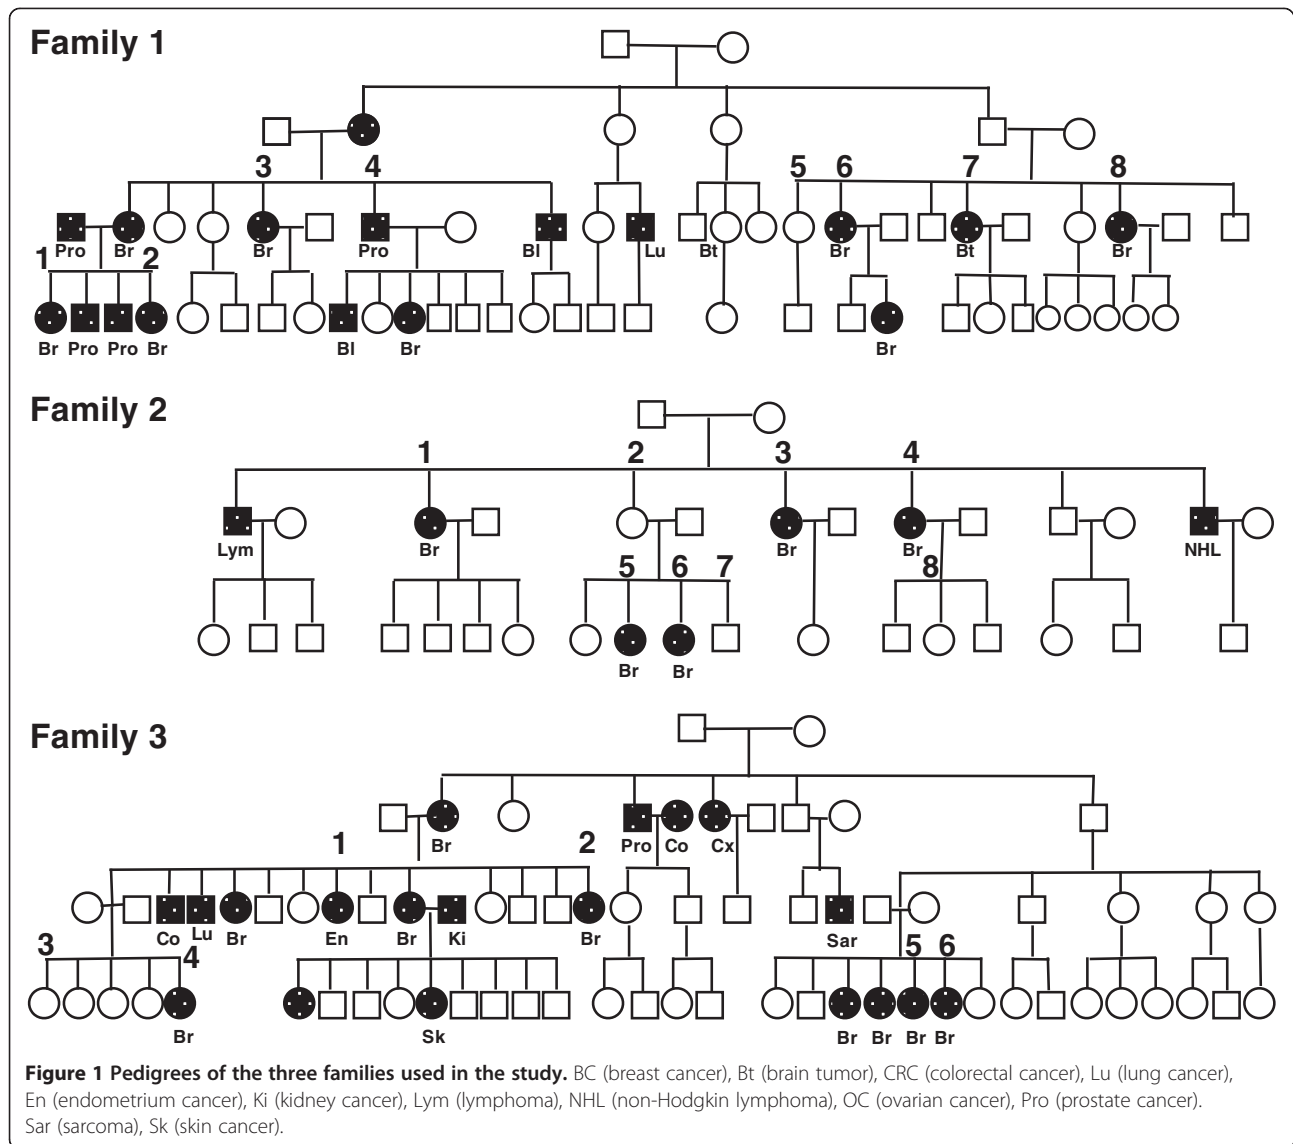 Family 1
3 4 5 6 7 8
Pro Br Br Pro Bl Lu Bt Br Bt Br
1 2
Br Pro Pro Br Bl Br Br
Family 2
1 2 3 4
Lym Br Br Br NHL
5 6 7 8
Br Br
Family 3
Br Pro Co Cx
1 2
Co Lu Br En Br Ki Br Sar
3 4 5 6
Br Sk Br Br Br Br
Figure 1 Pedigrees of the three families used in the study. BC (breast cancer), Bt (brain tumor), CRC (colorectal cancer), Lu (lung cancer),
En (endometrium cancer), Ki (kidney cancer), Lym (lymphoma), NHL (non-Hodgkin lymphoma), OC (ovarian cancer), Pro (prostate cancer).
Sar (sarcoma), Sk (skin cancer).